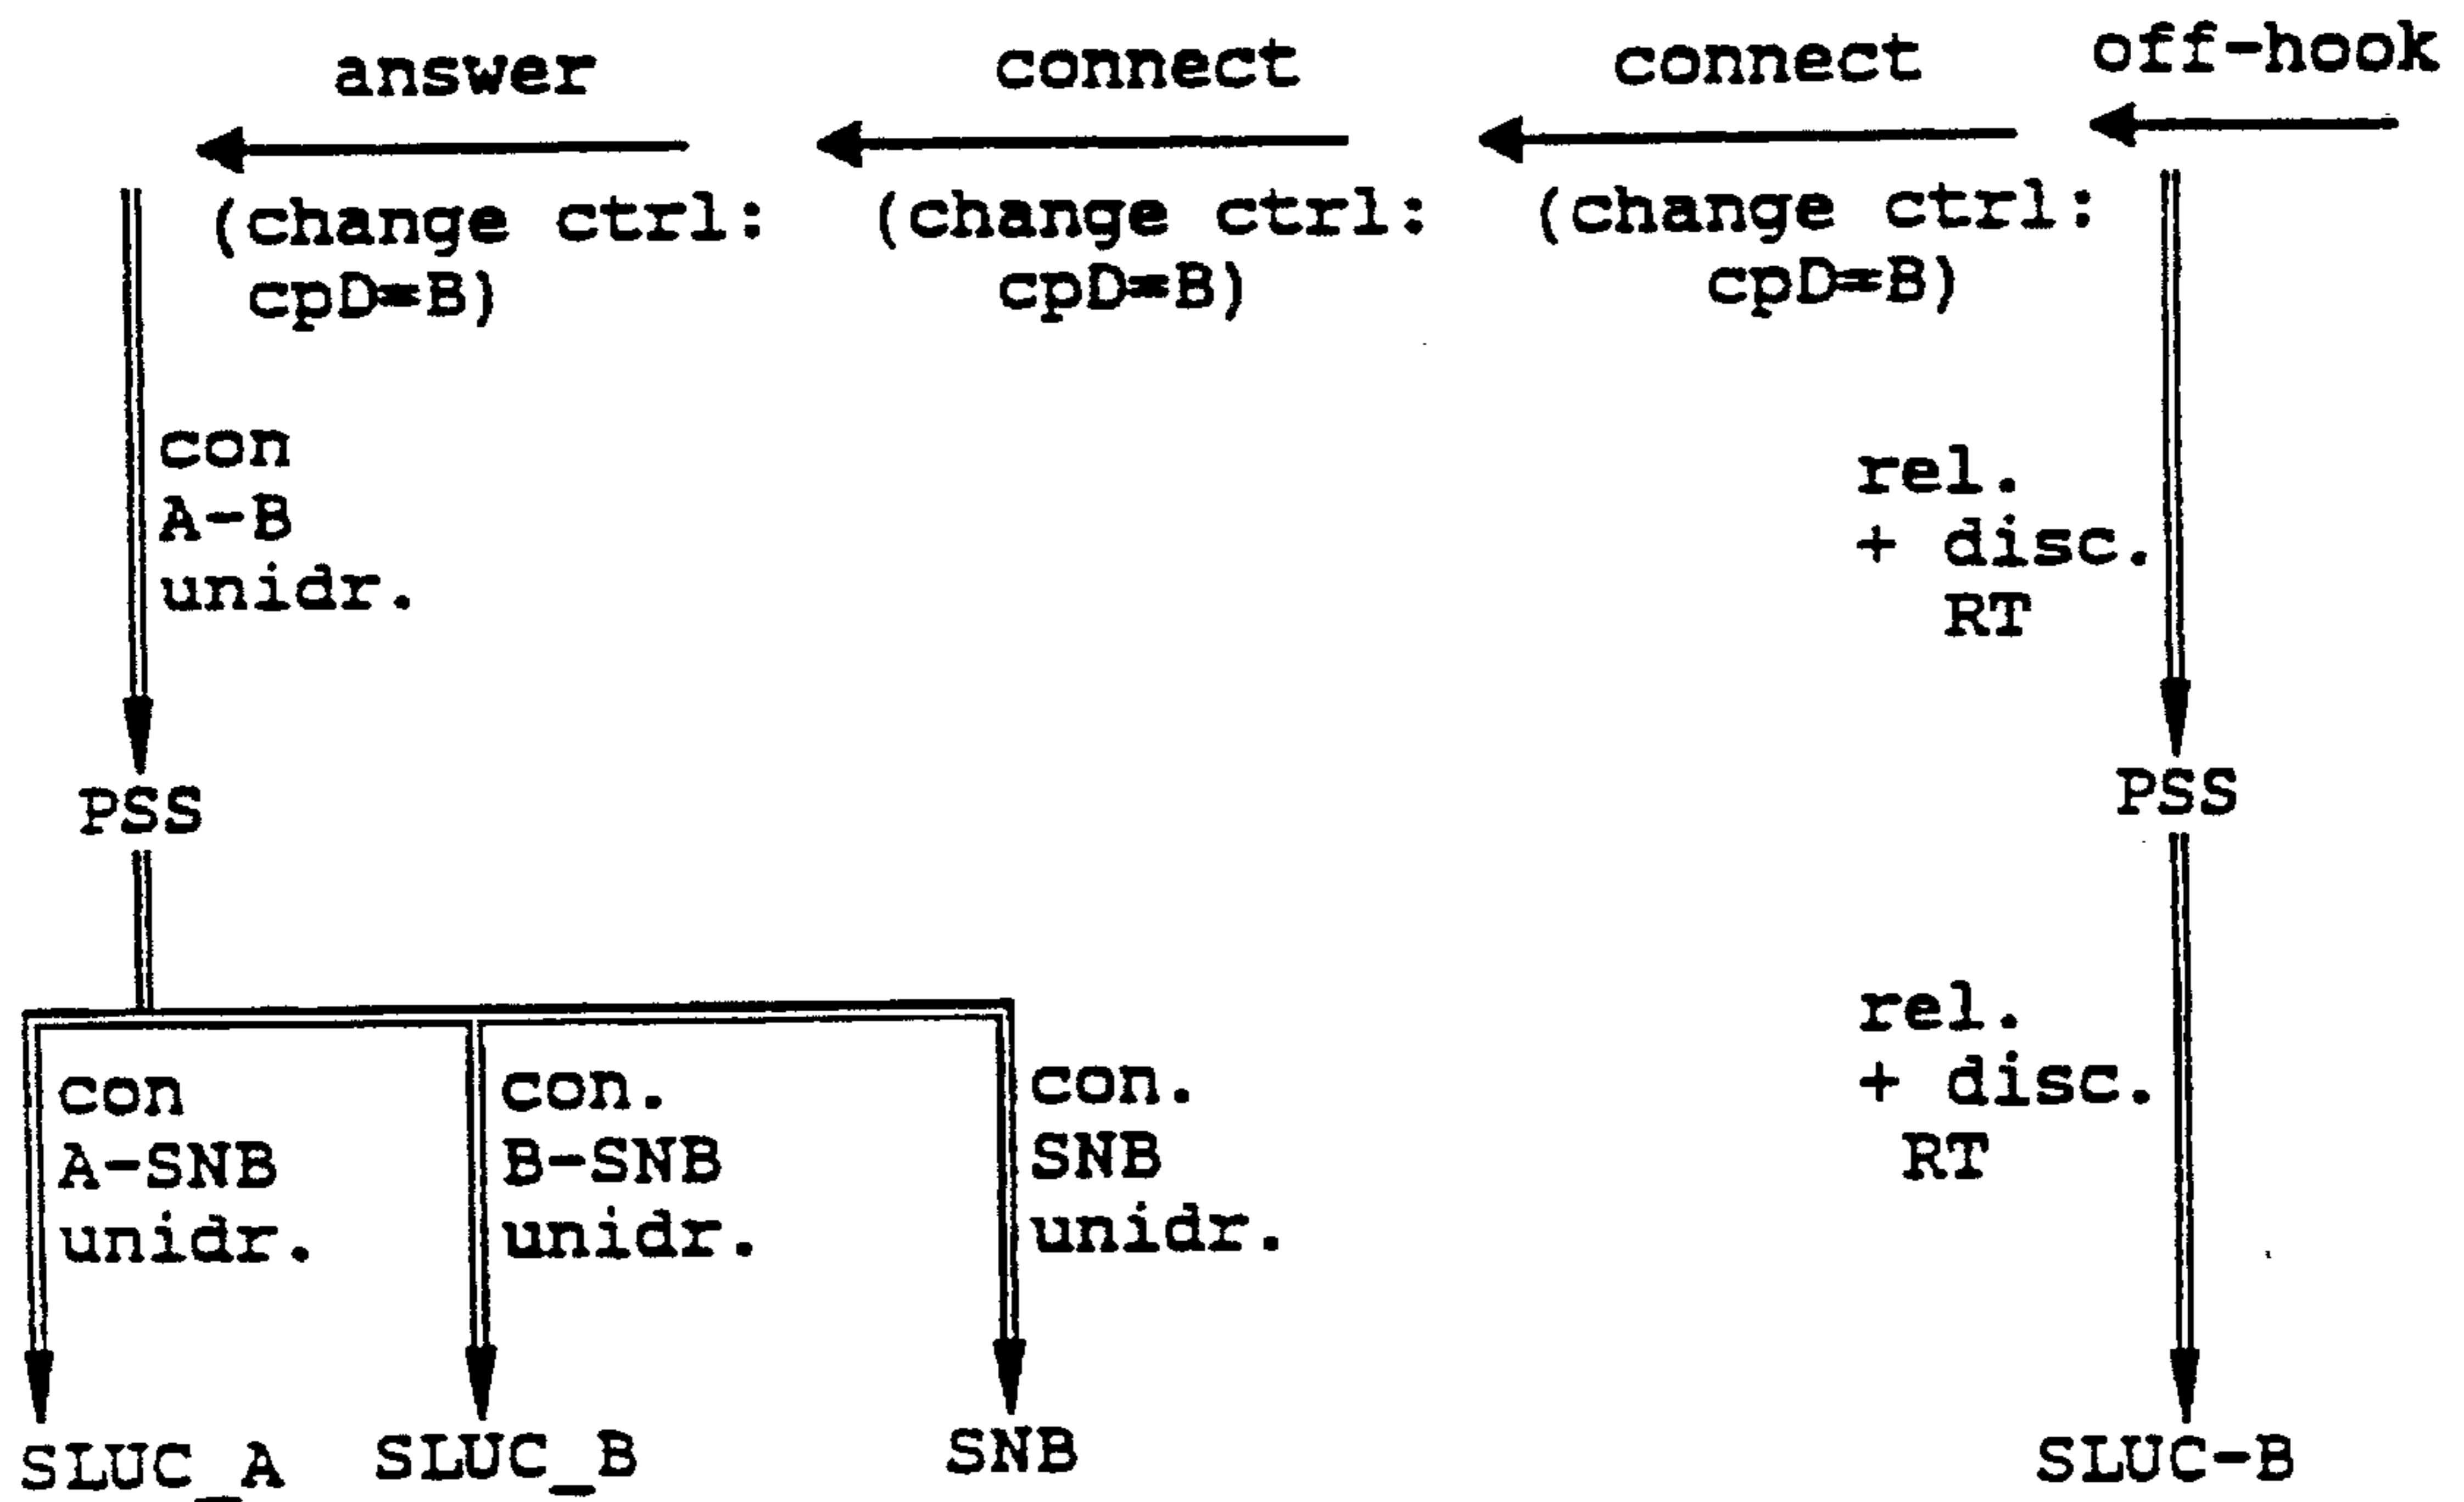 answer
connect
connect
off-hook
(change ctrl:
cpD=B)
(change ctrl:
cpD=B)
(change ctrl:
cpD=B)
con
A-B
unidr.
rel.
+ disc.
RT
PSS
PSS
con
A-SNB
unidr.
con.
B-SNB
unidr.
con.
SNB
unidr.
rel.
+ disc.
RT
SLUC_A
SLUC_B
SNB
SLUC-B